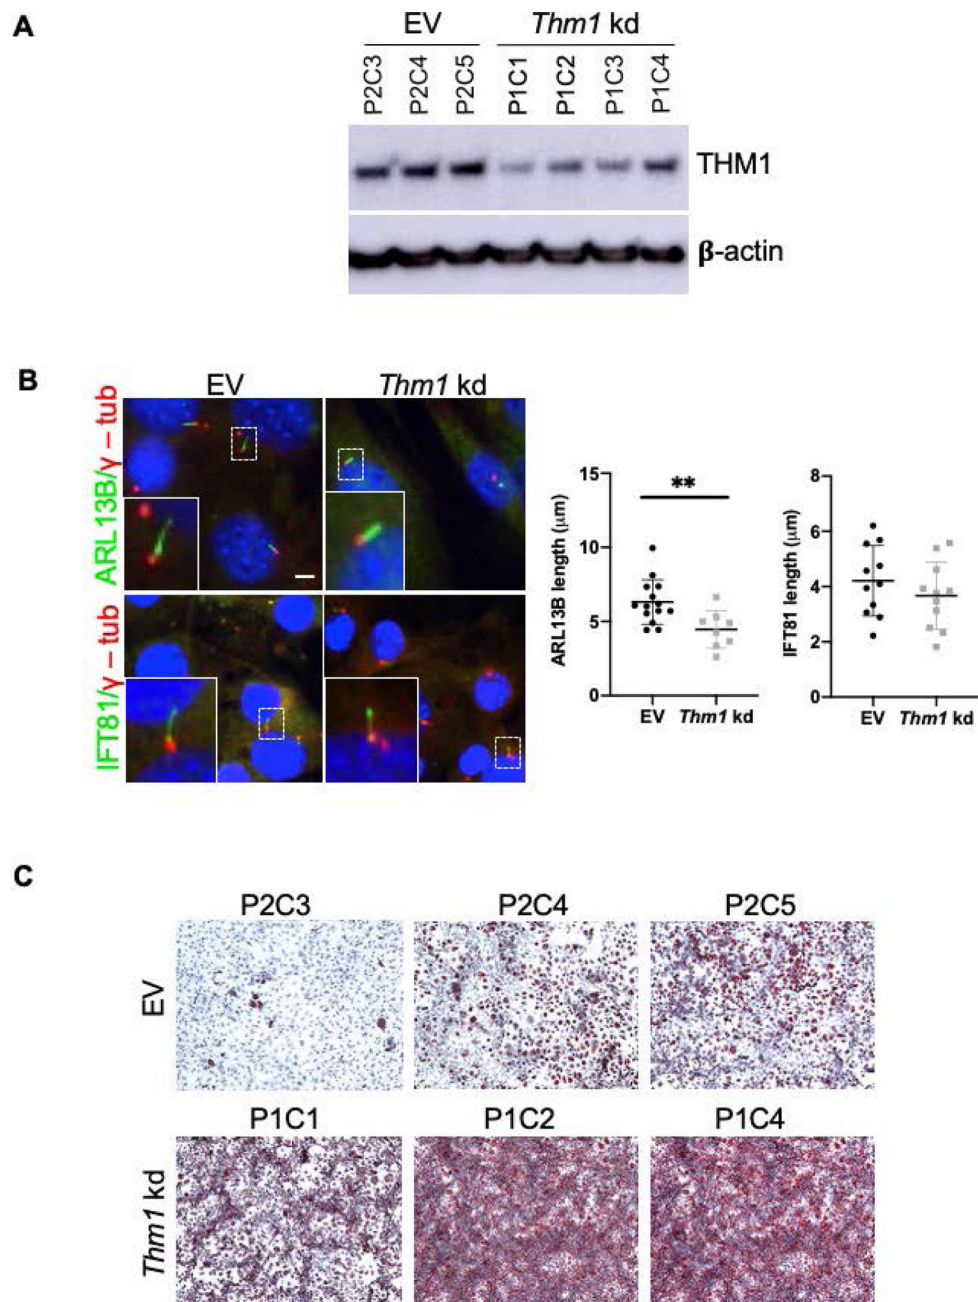 A
EV Thm1 kd
P2C3 P2C4 P2C5 P1C1 P1C2 P1C3 P1C4
THM1
β-actin
B
EV Thm1 kd
ARL13B/γ – tub
IFT81/γ – tub
ARL13B length (μm)
15
10
5
0
**
EV Thm1 kd
IFT81 length (μm)
8
6
4
2
0
EV Thm1 kd
C
P2C3 P2C4 P2C5
EV
P1C1 P1C2 P1C4
Thm1 kd